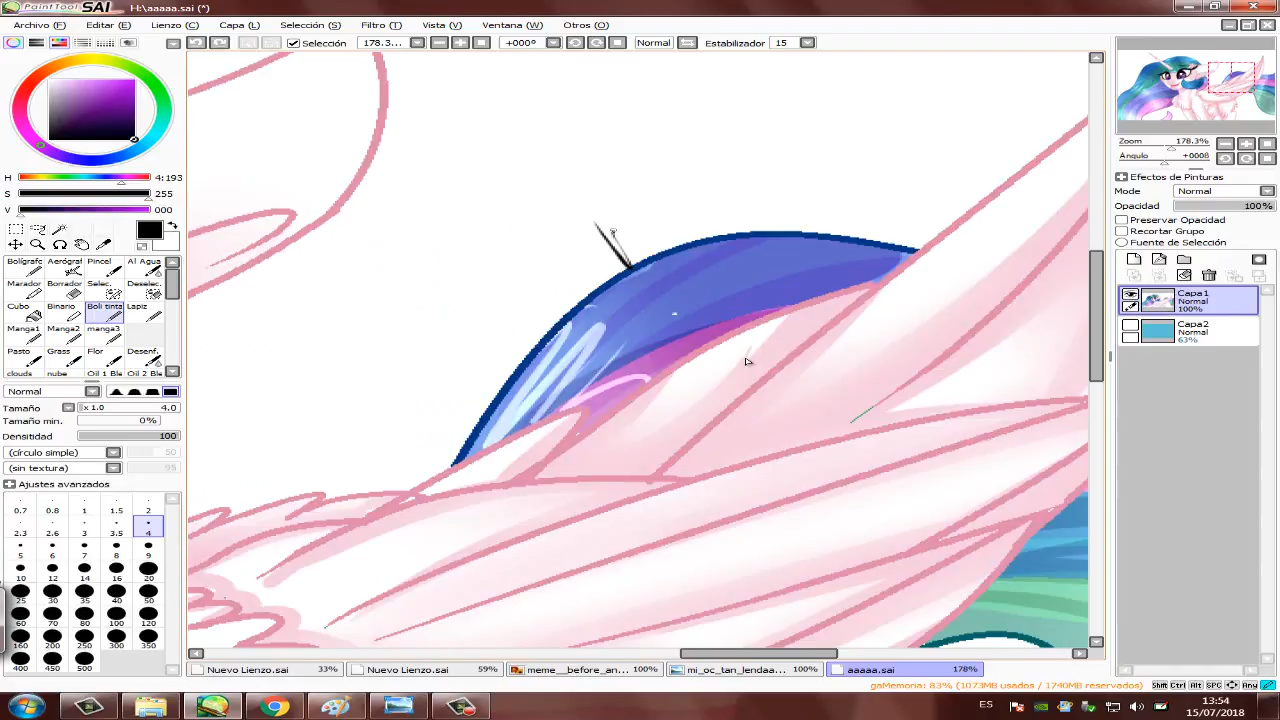 PaintTool SAI H:\aaaaa.sai (*)
Archivo (F) Editar (E) Lienzo (C) Capa (L) Selección (S) Filtro (T) Vista (V) Ventana (W) Otros (O)
Selección 178.3... +000° Normal Estabilizador 15
H 4:193
S 255
V 000
Bolígrafc Aerógraf Pincel Al Agua
Marador Borrador Selec. Deselec.
Cubo Binario Boli tinta Lapiz
Manga1 Manga2 manga3
Pasto Grass Flor Desenf.
clouds nube Oil 1 Ble Oil 2 Ble
Normal
Tamaño x 1.0 4.0
Tamaño min. 0%
Densitidad 100
(círculo simple) 50
(sin textura) 95
Ajustes avanzados
0.7 0.8 1 1.5 2
2.3 2.6 3 3.5 4
5 6 7 8 9
10 12 14 16 20
25 30 35 40 50
60 70 80 100 120
160 200 250 300 350
400 450 500
Zoom 178.3%
Angulo +000ß
Efectos de Pinturas
Mode Normal
Opacidad 100%
Preservar Opacidad
Recortar Grupo
Fuente de Selección
Capa1
Normal
100%
Capa2
Normal
63%
Nuevo Lienzo.sai 33% Nuevo Lienzo.sai 59% meme__before_an... 100% mi_oc_tan_lendaa... 100% aaaaa.sai 178%
gaMemoria: 83% (1073MB usados / 1740MB reservados) Shift Ctrl Alt SPC Any
ES 13:54
15/07/2018